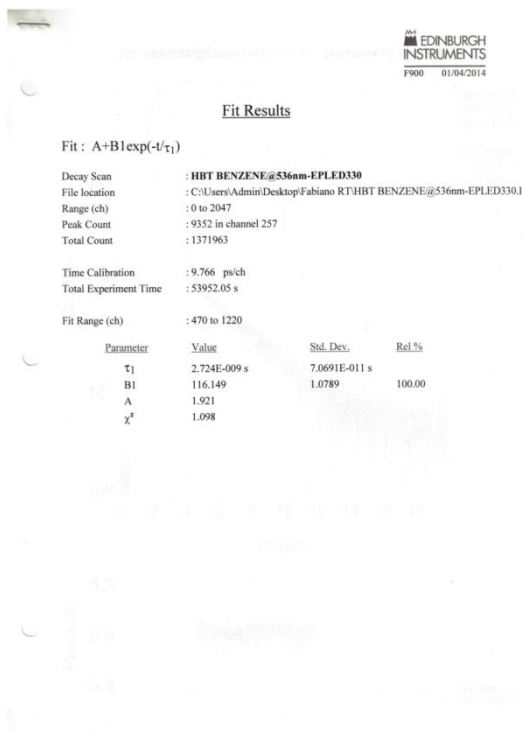 EDINBURGH
INSTRUMENTS
F900 01/04/2014
Fit Results
Fit : A+B1exp(-t/τ1)
Decay Scan : HBT BENZENE@536nm-EPLED330
File location : C:\Users\Admin\Desktop\Fabiano RT\HBT BENZENE@536nm-EPLED330.
Range (ch) : 0 to 2047
Peak Count : 9352 in channel 257
Total Count : 1371963
Time Calibration : 9.766 ps/ch
Total Experiment Time : 53952.05 s
Fit Range (ch) : 470 to 1220
Parameter Value Std. Dev. Rel %
τ1 2.724E-009 s 7.0691E-011 s
B1 116.149 1.0789 100.00
A 1.921
χ² 1.098